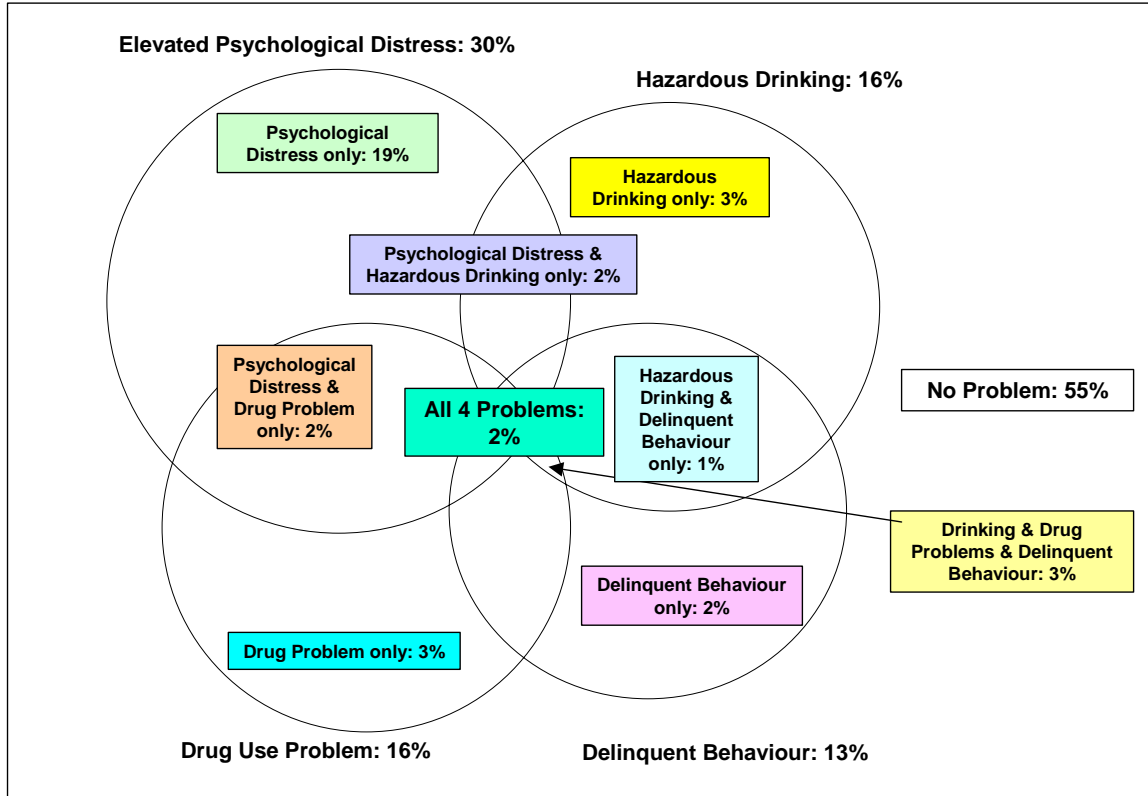 Elevated Psychological Distress: 30%
Hazardous Drinking: 16%
Psychological
Distress only: 19%
Hazardous
Drinking only: 3%
Psychological Distress &
Hazardous Drinking only: 2%
Psychological
Distress &
Drug Problem
only: 2%
All 4 Problems:
2%
Hazardous
Drinking &
Delinquent
Behaviour
only: 1%
No Problem: 55%
Drinking & Drug
Problems & Delinquent
Behaviour: 3%
Delinquent Behaviour
only: 2%
Drug Problem only: 3%
Drug Use Problem: 16%
Delinquent Behaviour: 13%